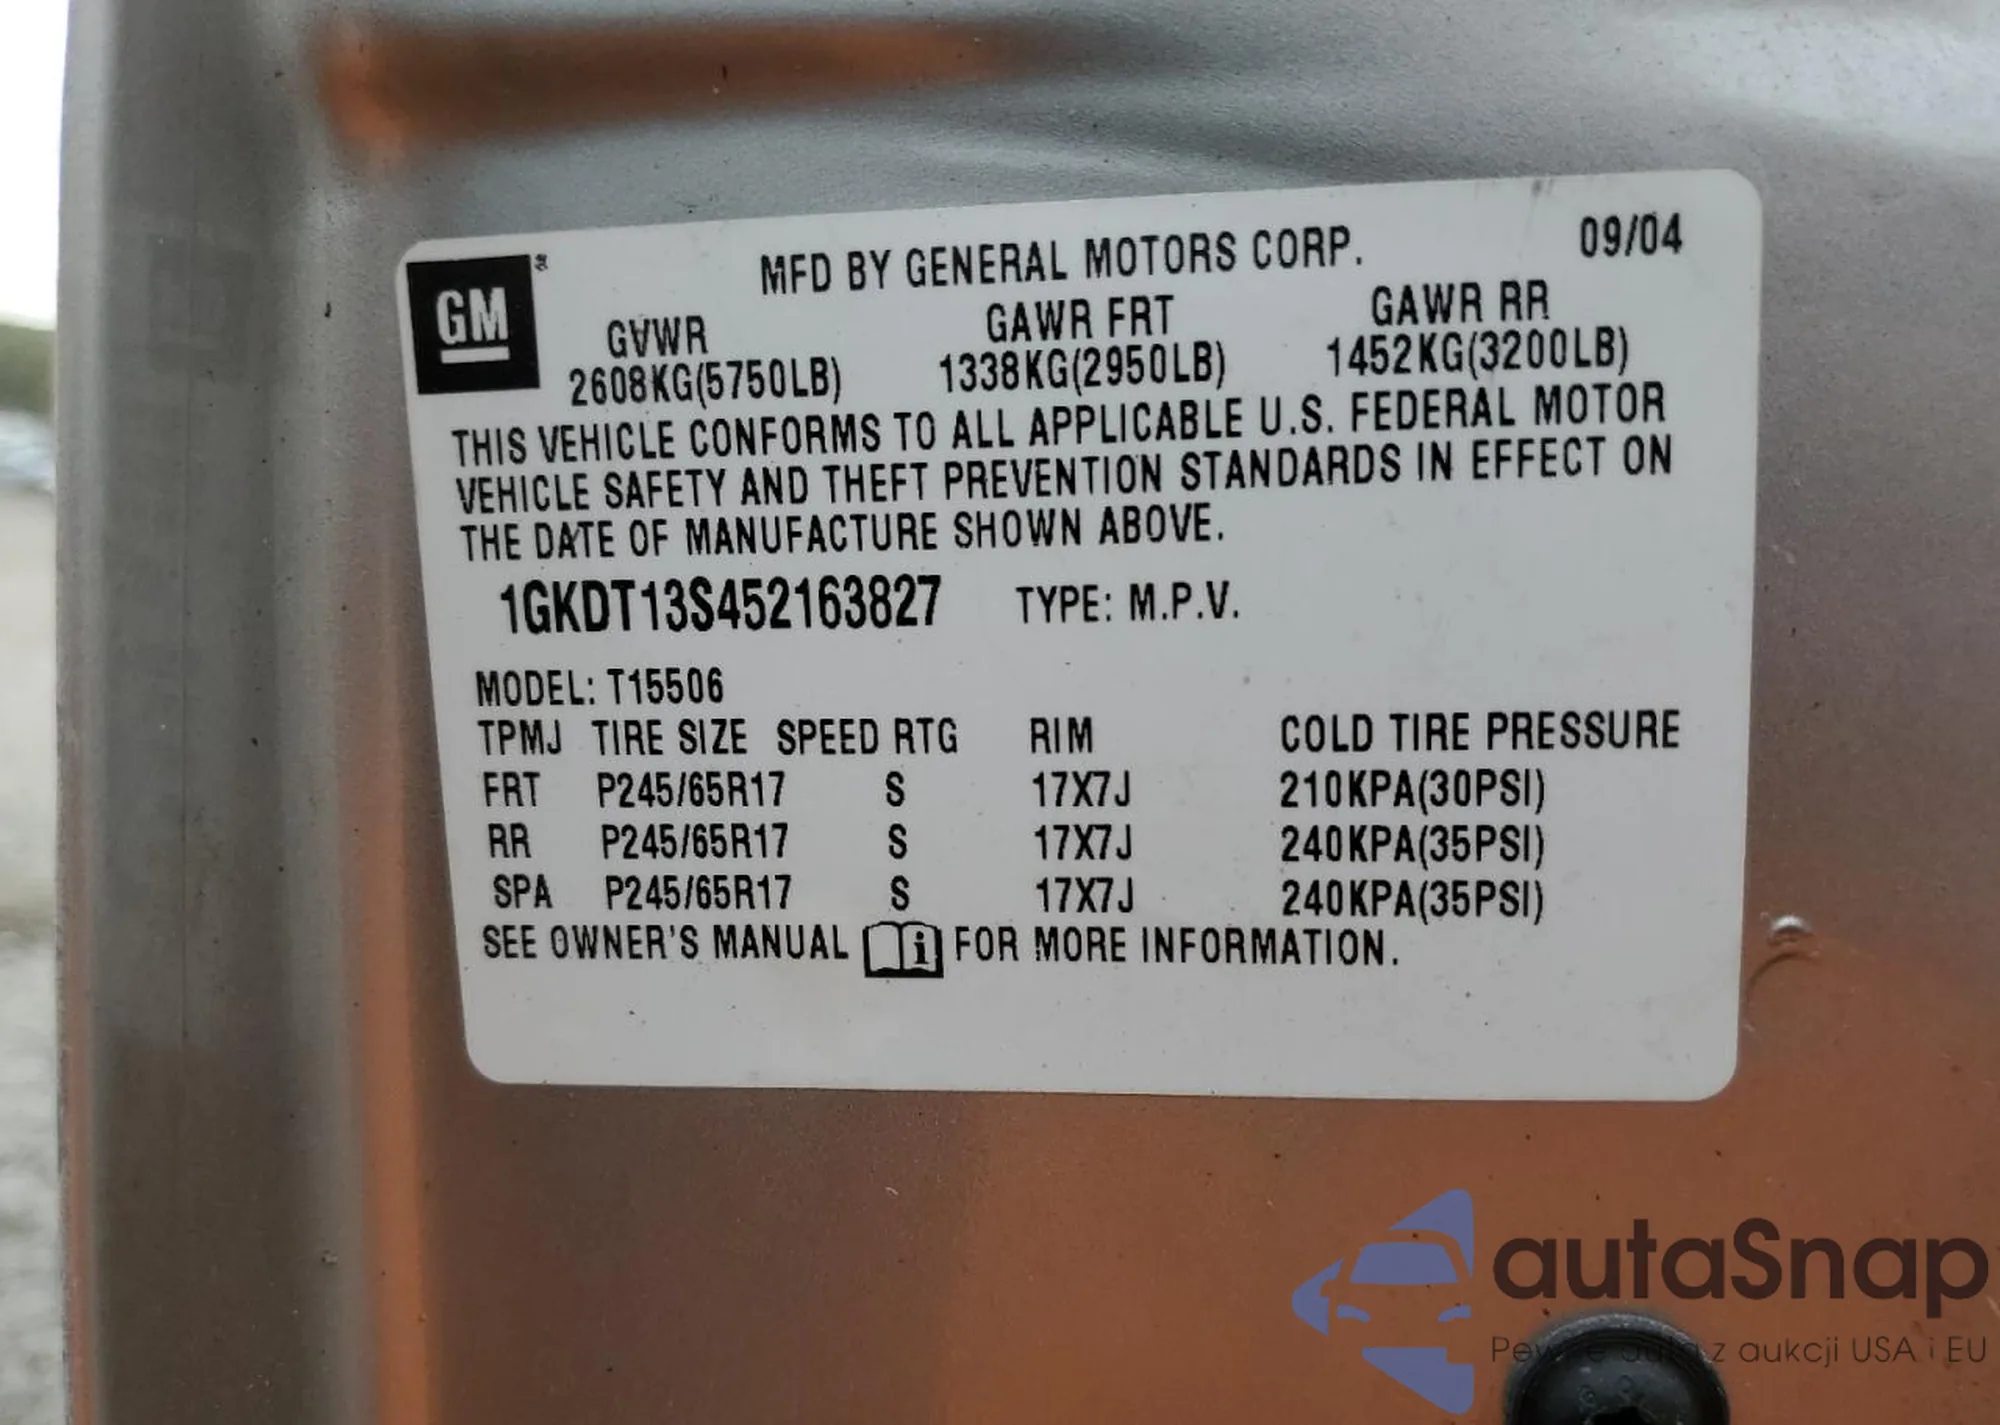 GM
MFD BY GENERAL MOTORS CORP. 09/04
GVWR GAWR FRT GAWR RR
2608KG(5750LB) 1338KG(2950LB) 1452KG(3200LB)
THIS VEHICLE CONFORMS TO ALL APPLICABLE U.S. FEDERAL MOTOR
VEHICLE SAFETY AND THEFT PREVENTION STANDARDS IN EFFECT ON
THE DATE OF MANUFACTURE SHOWN ABOVE.
1GKDT13S452163827 TYPE: M.P.V.
MODEL: T15506
TPMJ TIRE SIZE SPEED RTG RIM COLD TIRE PRESSURE
FRT P245/65R17 S 17X7J 210KPA(30PSI)
RR P245/65R17 S 17X7J 240KPA(35PSI)
SPA P245/65R17 S 17X7J 240KPA(35PSI)
SEE OWNER'S MANUAL i FOR MORE INFORMATION.
autaSnap
Pewne auta z aukcji USA i EU